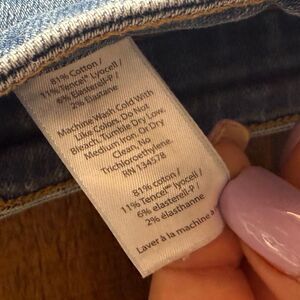 81% Cotton /
11% Tencel™ Lyocell /
6% Elasterell-P /
2% Elastane
Machine Wash Cold With
Like Colors, Do Not
Bleach, Tumble Dry Low,
Medium Iron, Or Dry
Clean, No
Trichloroethylene.
RN 134578
81% coton /
11% Tencel™ lyocell /
6% elasterell-P /
2% élasthanne
Laver à la machine à